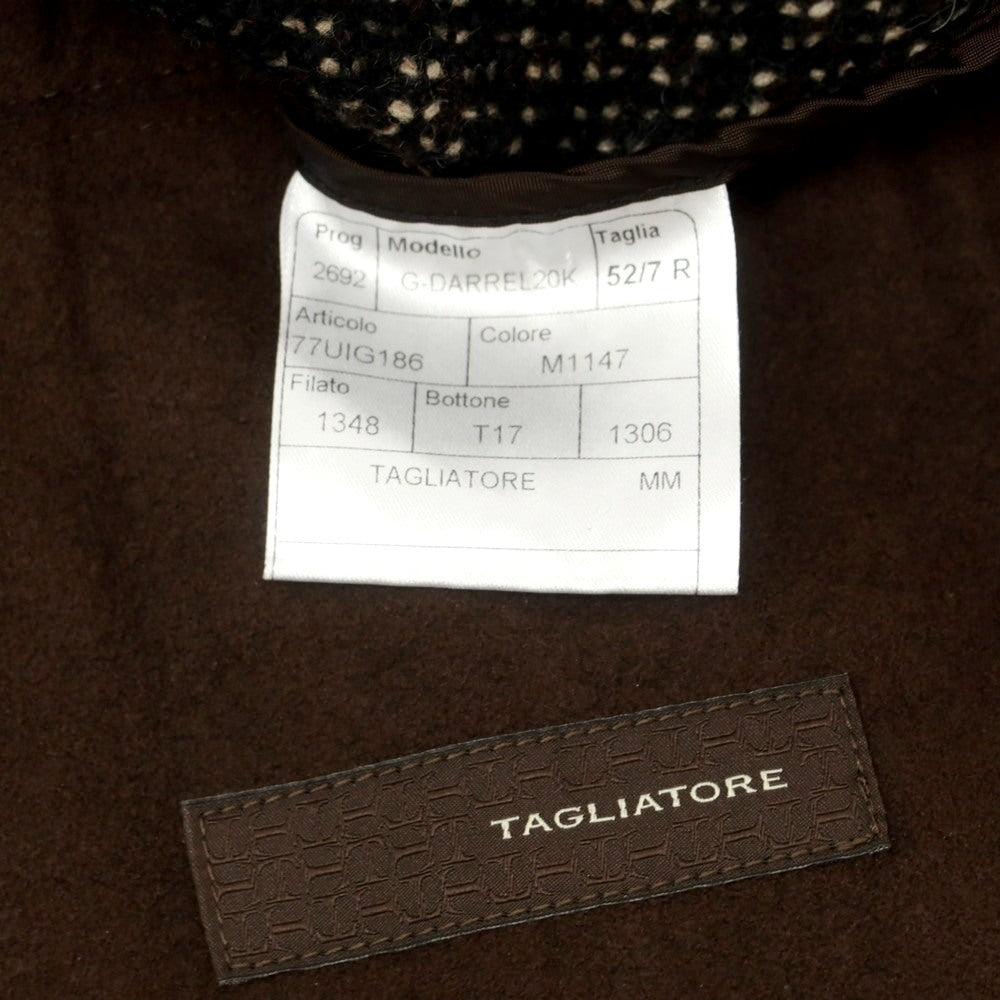 Prog Modello Taglia
2692 G-DARREL20K 52/7 R
Articolo Colore
77UIG186 M1147
Filato Bottone
1348 T17 1306
TAGLIATORE MM
TAGLIATORE